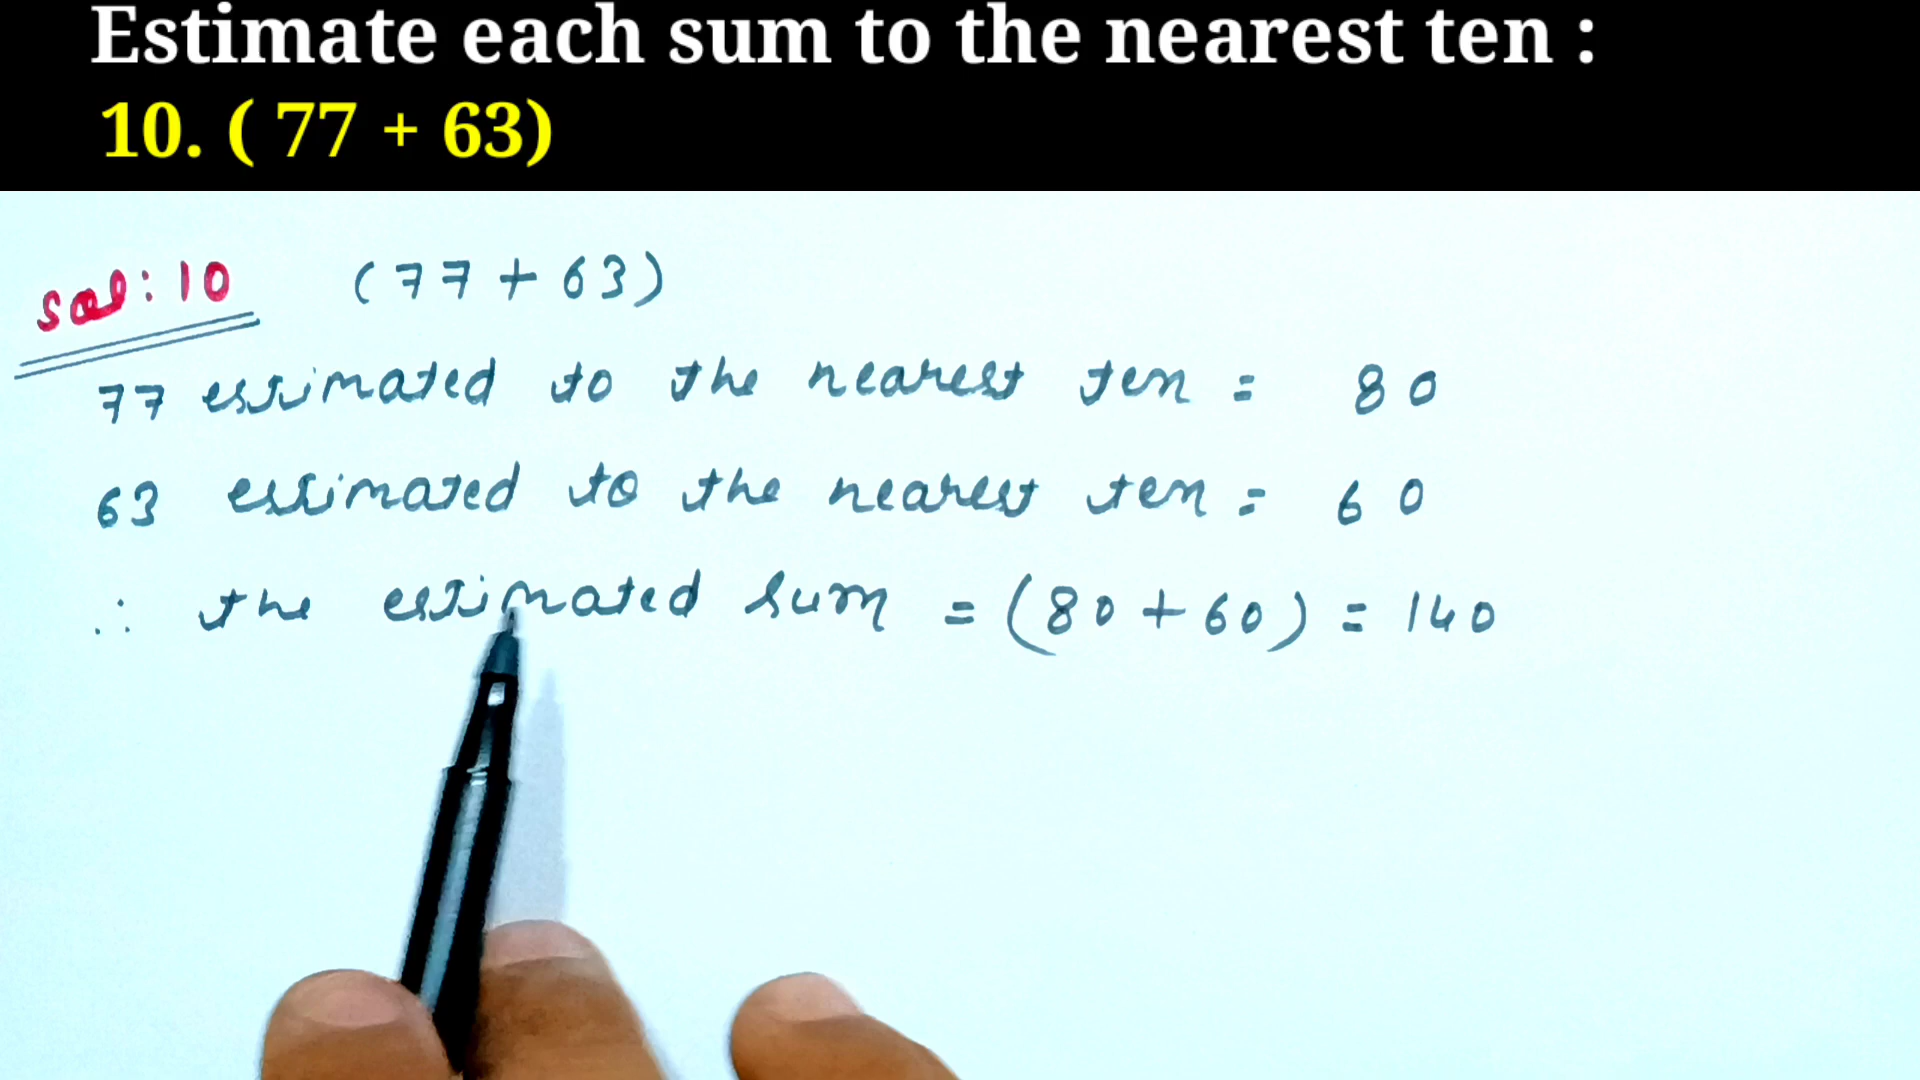 Estimate each sum to the nearest ten :
10. ( 77 + 63)
Sol: 10 (77 + 63)
77 estimated to the nearest ten = 80
63 estimated to the nearest ten = 60
∴ the estimated sum = (80 + 60) = 140